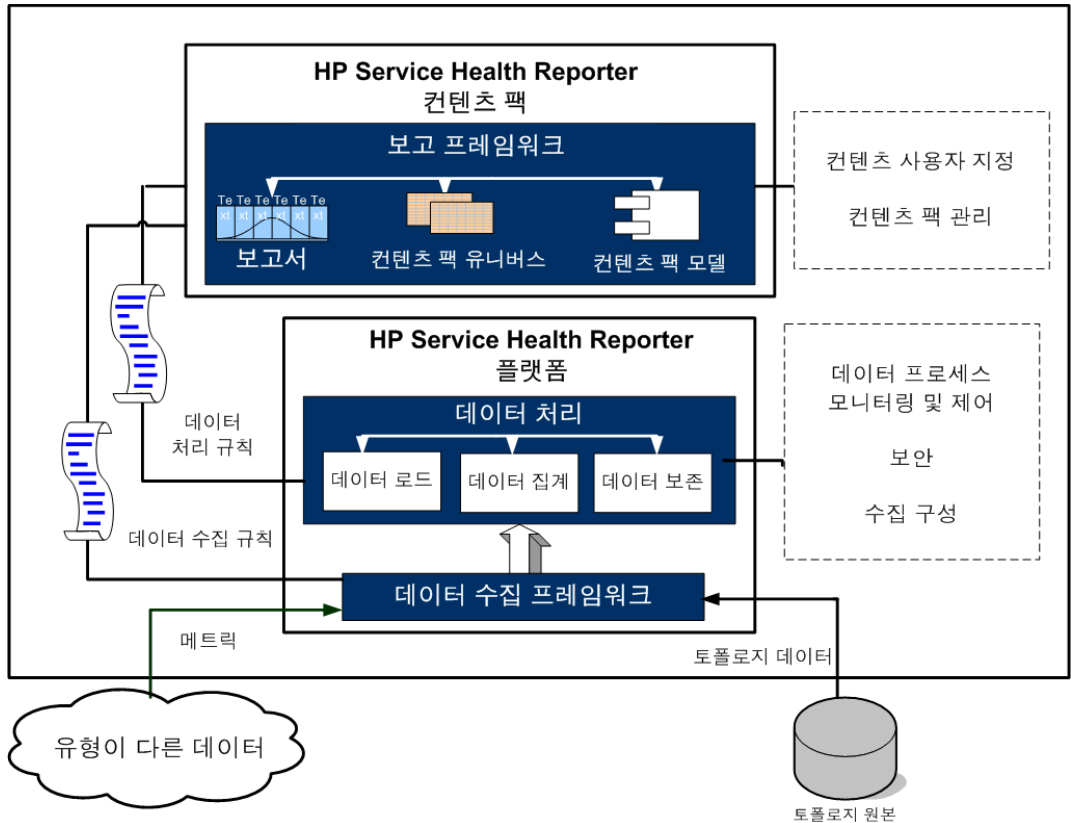 HP Service Health Reporter
컨텐츠 팩
보고 프레임워크
Te Te Te Te Te Te
xt xt xt xt xt xt
보고서
컨텐츠 팩 유니버스
컨텐츠 팩 모델
컨텐츠 사용자 지정
컨텐츠 팩 관리
HP Service Health Reporter
플랫폼
데이터 처리
데이터 로드
데이터 집계
데이터 보존
데이터 프로세스
모니터링 및 제어
보안
수집 구성
데이터
처리 규칙
데이터 수집 규칙
데이터 수집 프레임워크
메트릭
토폴로지 데이터
유형이 다른 데이터
토폴로지 원본